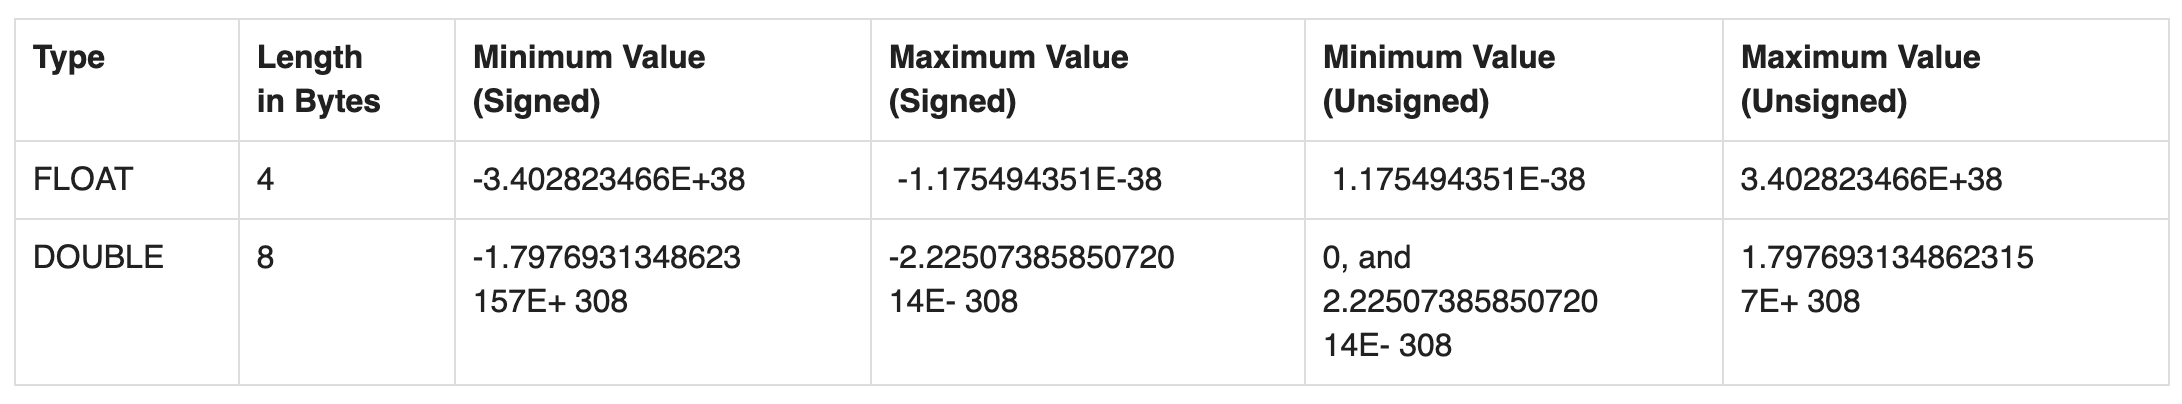 Type
Length
in Bytes
Minimum Value
(Signed)
Maximum Value
(Signed)
Minimum Value
(Unsigned)
Maximum Value
(Unsigned)
FLOAT
4
-3.402823466E+38
-1.175494351E-38
1.175494351E-38
3.402823466E+38
DOUBLE
8
-1.7976931348623
157E+ 308
-2.22507385850720
14E- 308
0, and
2.22507385850720
14E- 308
1.797693134862315
7E+ 308